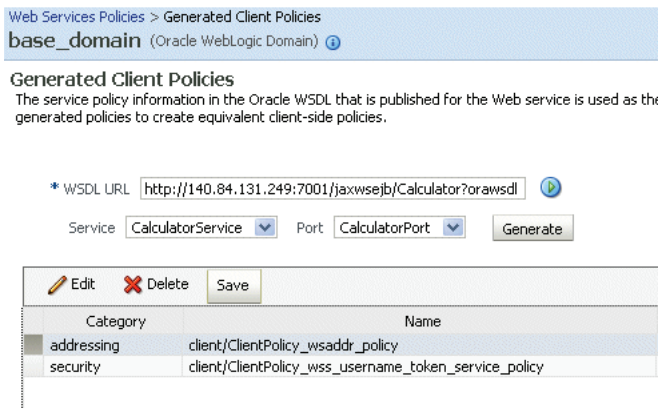 Web Services Policies > Generated Client Policies
base_domain (Oracle WebLogic Domain)
Generated Client Policies
The service policy information in the Oracle WSDL that is published for the Web service is used as the
generated policies to create equivalent client-side policies.
* WSDL URL http://140.84.131.249:7001/jaxwsejb/Calculator?orawsdl
Service CalculatorService Port CalculatorPort Generate
Edit Delete Save
Category Name
addressing client/ClientPolicy_wsaddr_policy
security client/ClientPolicy_wss_username_token_service_policy